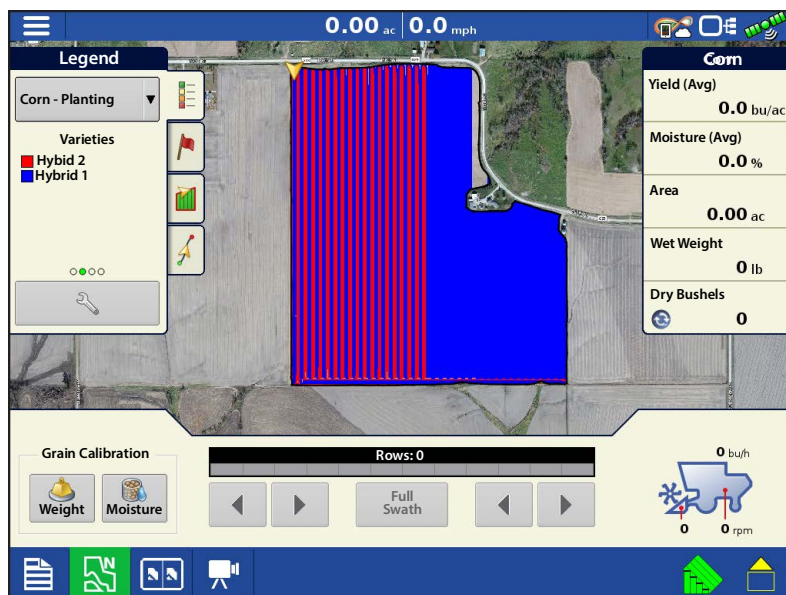 0.00 ac 0.0 mph
Legend
Corn - Planting
Varieties
Hybid 2
Hybrid 1
Corn
Yield (Avg)
0.0 bu/ac
Moisture (Avg)
0.0 %
Area
0.00 ac
Wet Weight
0 lb
Dry Bushels
0
Grain Calibration
Weight
Moisture
Rows: 0
Full
Swath
0 bu/h
0
0 rpm
N